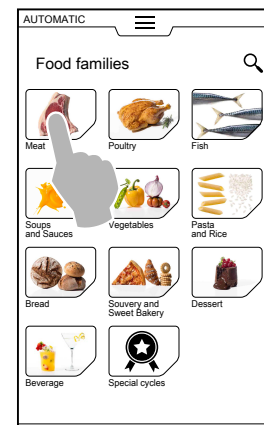 AUTOMATIC
Food families
Meat
Poultry
Fish
Soups
and Sauces
Vegetables
Pasta
and Rice
Bread
Souvery and
Sweet Bakery
Dessert
Beverage
Special cycles